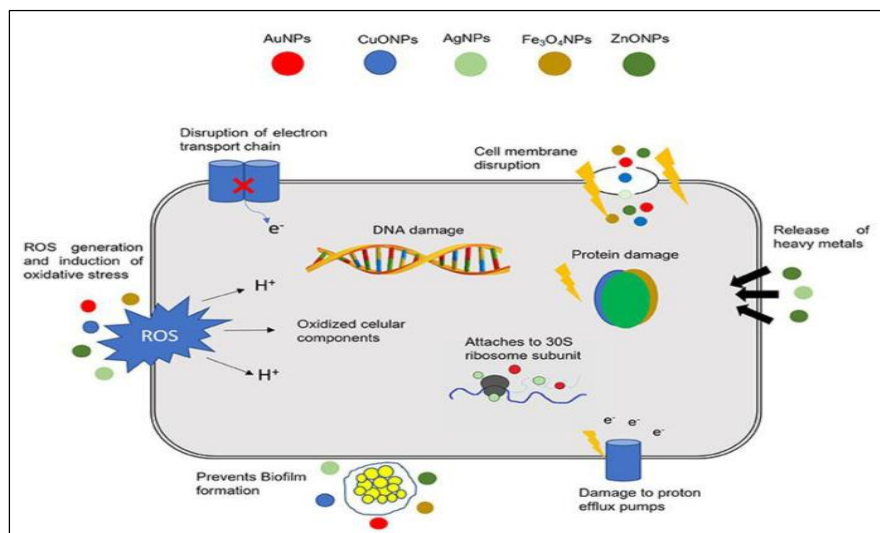 AuNPs
CuONPs
AgNPs
Fe₃O₄NPs
ZnONPs
Disruption of electron
transport chain
e⁻
Cell membrane
disruption
DNA damage
Protein damage
Release of
heavy metals
ROS generation
and induction of
oxidative stress
ROS
H⁺
Oxidized celular
components
H⁺
Attaches to 30S
ribosome subunit
e⁻
e⁻
e⁻
Prevents Biofilm
formation
Damage to proton
efflux pumps